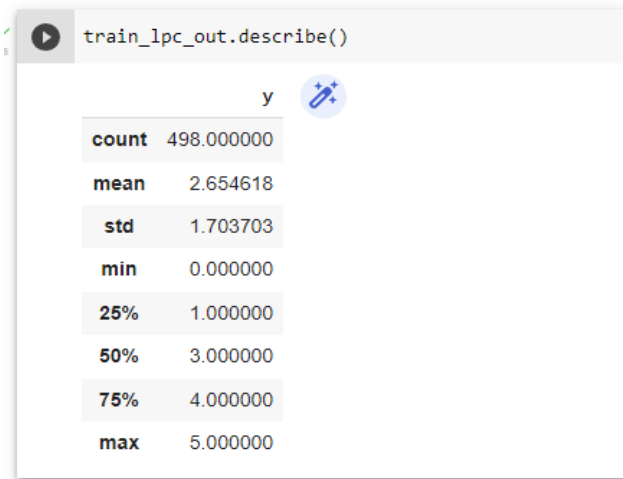 train_lpc_out.describe()
y
count 498.000000
mean 2.654618
std 1.703703
min 0.000000
25% 1.000000
50% 3.000000
75% 4.000000
max 5.000000